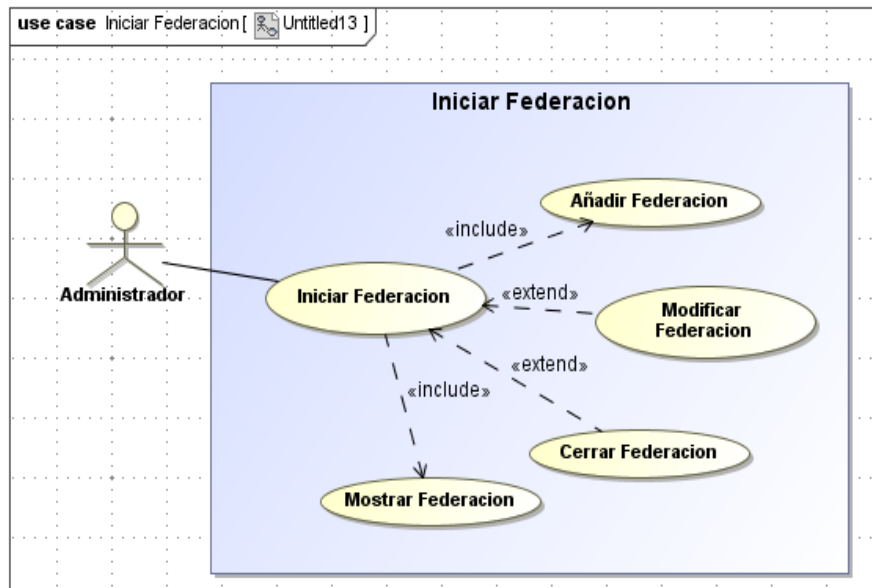 use case Iniciar Federacion [ Untitled13 ]
Iniciar Federacion
Añadir Federacion
«include»
Iniciar Federacion
«extend»
Modificar
Federacion
Administrador
«extend»
«include»
Cerrar Federacion
Mostrar Federacion